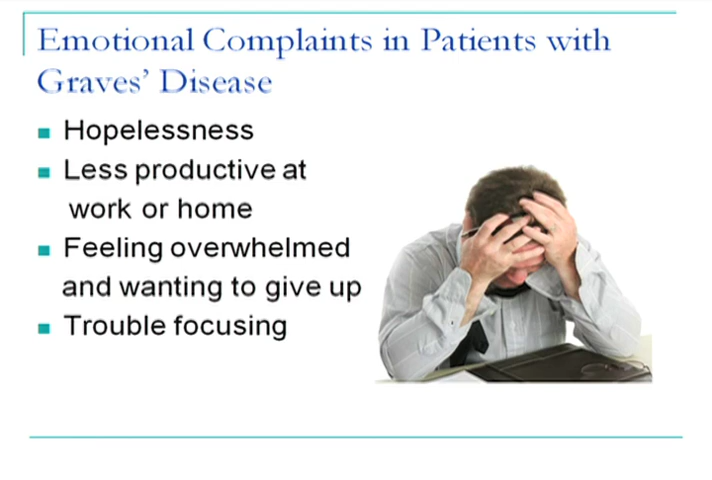 Emotional Complaints in Patients with
Graves' Disease
Hopelessness
Less productive at
work or home
Feeling overwhelmed
and wanting to give up
Trouble focusing